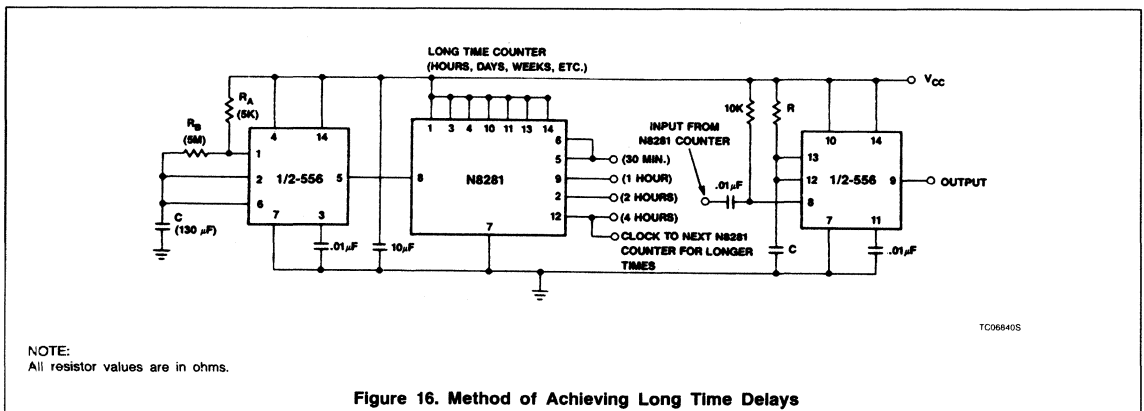 LONG TIME COUNTER
(HOURS, DAYS, WEEKS, ETC.)
VCC
RA
(5K)
RB
(5M)
4
14
1
2
6
1/2-556
5
7
3
C
(130 μF)
.01μF
10μF
1
3
4
10
11
13
14
8
N8281
6
5
(30 MIN.)
9
(1 HOUR)
2
(2 HOURS)
12
(4 HOURS)
7
CLOCK TO NEXT N8281
COUNTER FOR LONGER
TIMES
INPUT FROM
N8281 COUNTER
.01μF
10K
R
10
14
13
12
8
1/2-556
9
OUTPUT
7
11
C
.01μF
TC06840S
NOTE:
All resistor values are in ohms.
Figure 16. Method of Achieving Long Time Delays